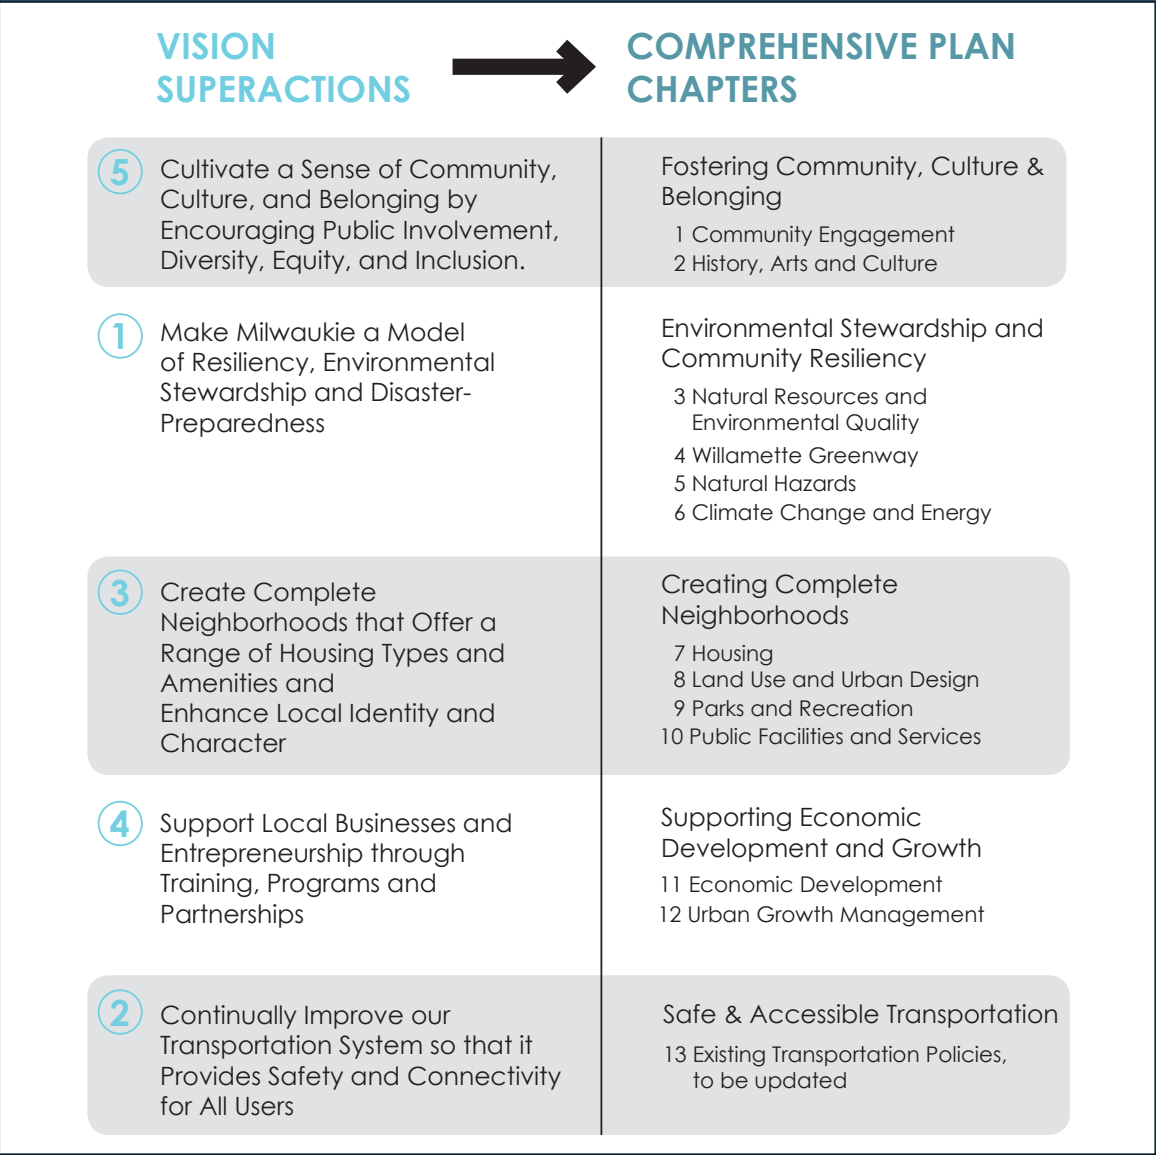 VISION
SUPERACTIONS
COMPREHENSIVE PLAN
CHAPTERS
5
Cultivate a Sense of Community,
Culture, and Belonging by
Encouraging Public Involvement,
Diversity, Equity, and Inclusion.
Fostering Community, Culture &
Belonging
1 Community Engagement
2 History, Arts and Culture
1
Make Milwaukie a Model
of Resiliency, Environmental
Stewardship and Disaster-
Preparedness
Environmental Stewardship and
Community Resiliency
3 Natural Resources and
Environmental Quality
4 Willamette Greenway
5 Natural Hazards
6 Climate Change and Energy
3
Create Complete
Neighborhoods that Offer a
Range of Housing Types and
Amenities and
Enhance Local Identity and
Character
Creating Complete
Neighborhoods
7 Housing
8 Land Use and Urban Design
9 Parks and Recreation
10 Public Facilities and Services
4
Support Local Businesses and
Entrepreneurship through
Training, Programs and
Partnerships
Supporting Economic
Development and Growth
11 Economic Development
12 Urban Growth Management
2
Continually Improve our
Transportation System so that it
Provides Safety and Connectivity
for All Users
Safe & Accessible Transportation
13 Existing Transportation Policies,
to be updated